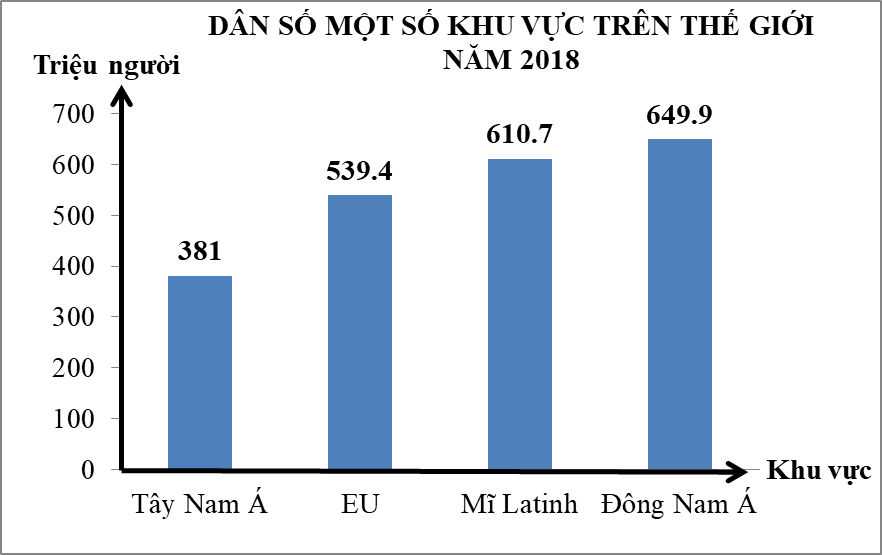 DÂN SỐ MỘT SỐ KHU VỰC TRÊN THẾ GIỚI
NĂM 2018
Triệu người
700
600
500
400
300
200
100
0
381
539.4
610.7
649.9
Tây Nam Á
EU
Mĩ Latinh
Đông Nam Á
Khu vực